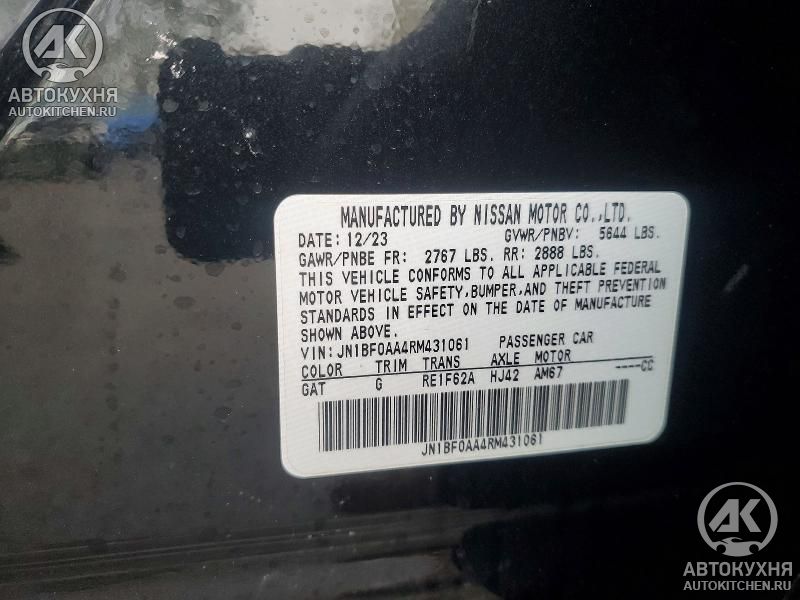 АК
АВТОКУХНЯ
AUTOKITCHEN.RU
MANUFACTURED BY NISSAN MOTOR CO.,LTD.
DATE: 12/23 GVWR/PNBV: 5644 LBS.
GAWR/PNBE FR: 2767 LBS. RR: 2888 LBS.
THIS VEHICLE CONFORMS TO ALL APPLICABLE FEDERAL
MOTOR VEHICLE SAFETY,BUMPER,AND THEFT PREVENTION
STANDARDS IN EFFECT ON THE DATE OF MANUFACTURE
SHOWN ABOVE.
VIN: JN1BF0AA4RM431061 PASSENGER CAR
COLOR TRIM TRANS AXLE MOTOR
GAT G RE1F62A HJ42 AM67 ----CC
JN1BF0AA4RM431061
АК
АВТОКУХНЯ
AUTOKITCHEN.RU